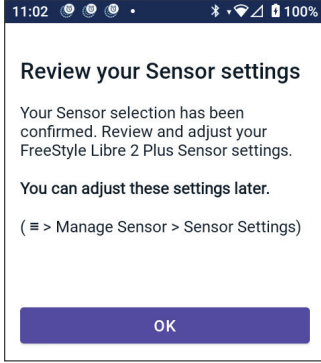 11:02 100%
Review your Sensor settings
Your Sensor selection has been
confirmed. Review and adjust your
FreeStyle Libre 2 Plus Sensor settings.
You can adjust these settings later.
( ≡ > Manage Sensor > Sensor Settings)
OK